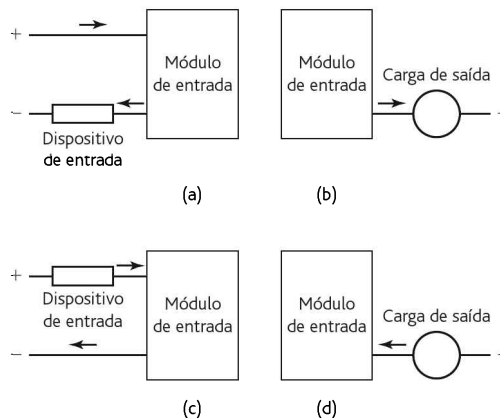 +
Módulo
de entrada
−
Dispositivo
de entrada
(a)
Módulo
de entrada
Carga de saída
(b)
+
Dispositivo
de entrada
Módulo
de entrada
−
(c)
Módulo
de entrada
Carga de saída
(d)